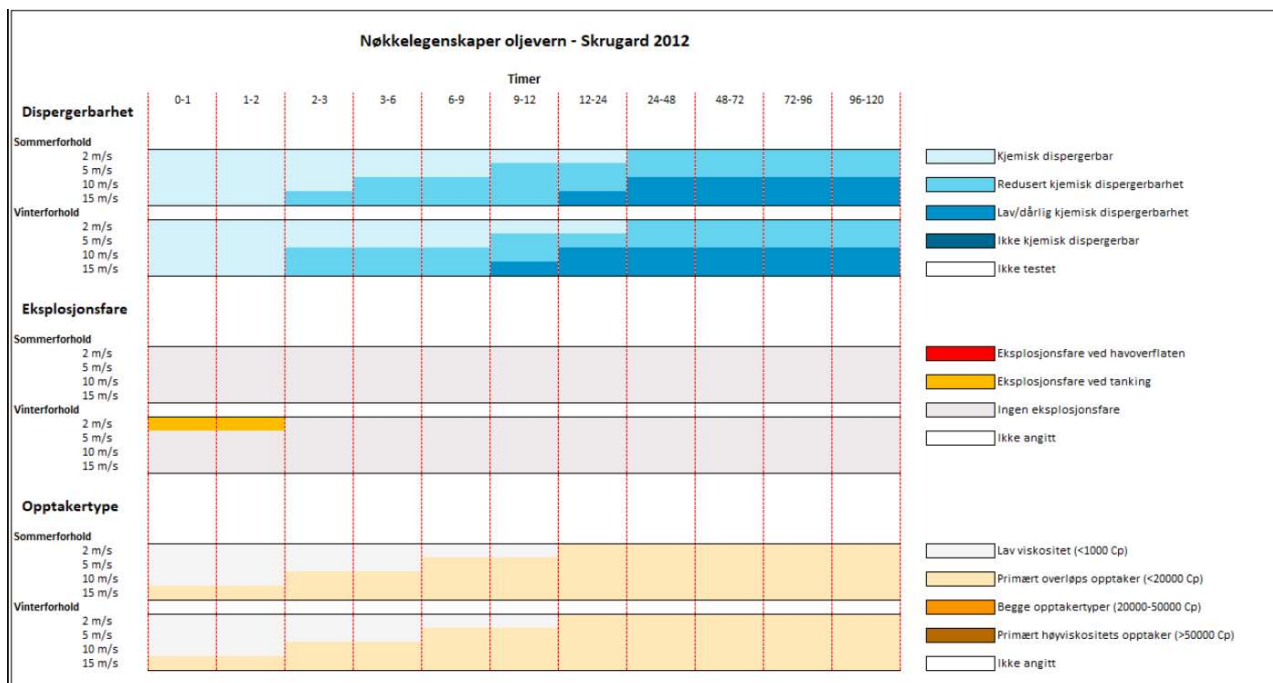 Nøkkelegenskaper oljevern - Skrugard 2012
Timer
0-1 1-2 2-3 3-6 6-9 9-12 12-24 24-48 48-72 72-96 96-120
Dispergerbarhet
Sommerforhold
2 m/s
5 m/s
10 m/s
15 m/s
Vinterforhold
2 m/s
5 m/s
10 m/s
15 m/s
Kjemisk dispergerbar
Redusert kjemisk dispergerbarhet
Lav/dårlig kjemisk dispergerbarhet
Ikke kjemisk dispergerbar
Ikke testet
Eksplosjonsfare
Sommerforhold
2 m/s
5 m/s
10 m/s
15 m/s
Vinterforhold
2 m/s
5 m/s
10 m/s
15 m/s
Eksplosjonsfare ved havoverflaten
Eksplosjonsfare ved tanking
Ingen eksplosjonsfare
Ikke angitt
Opptakertype
Sommerforhold
2 m/s
5 m/s
10 m/s
15 m/s
Vinterforhold
2 m/s
5 m/s
10 m/s
15 m/s
Lav viskositet (<1000 Cp)
Primært overløps opptaker (<20000 Cp)
Begge opptakertyper (20000-50000 Cp)
Primært høyviskositets opptaker (>50000 Cp)
Ikke angitt